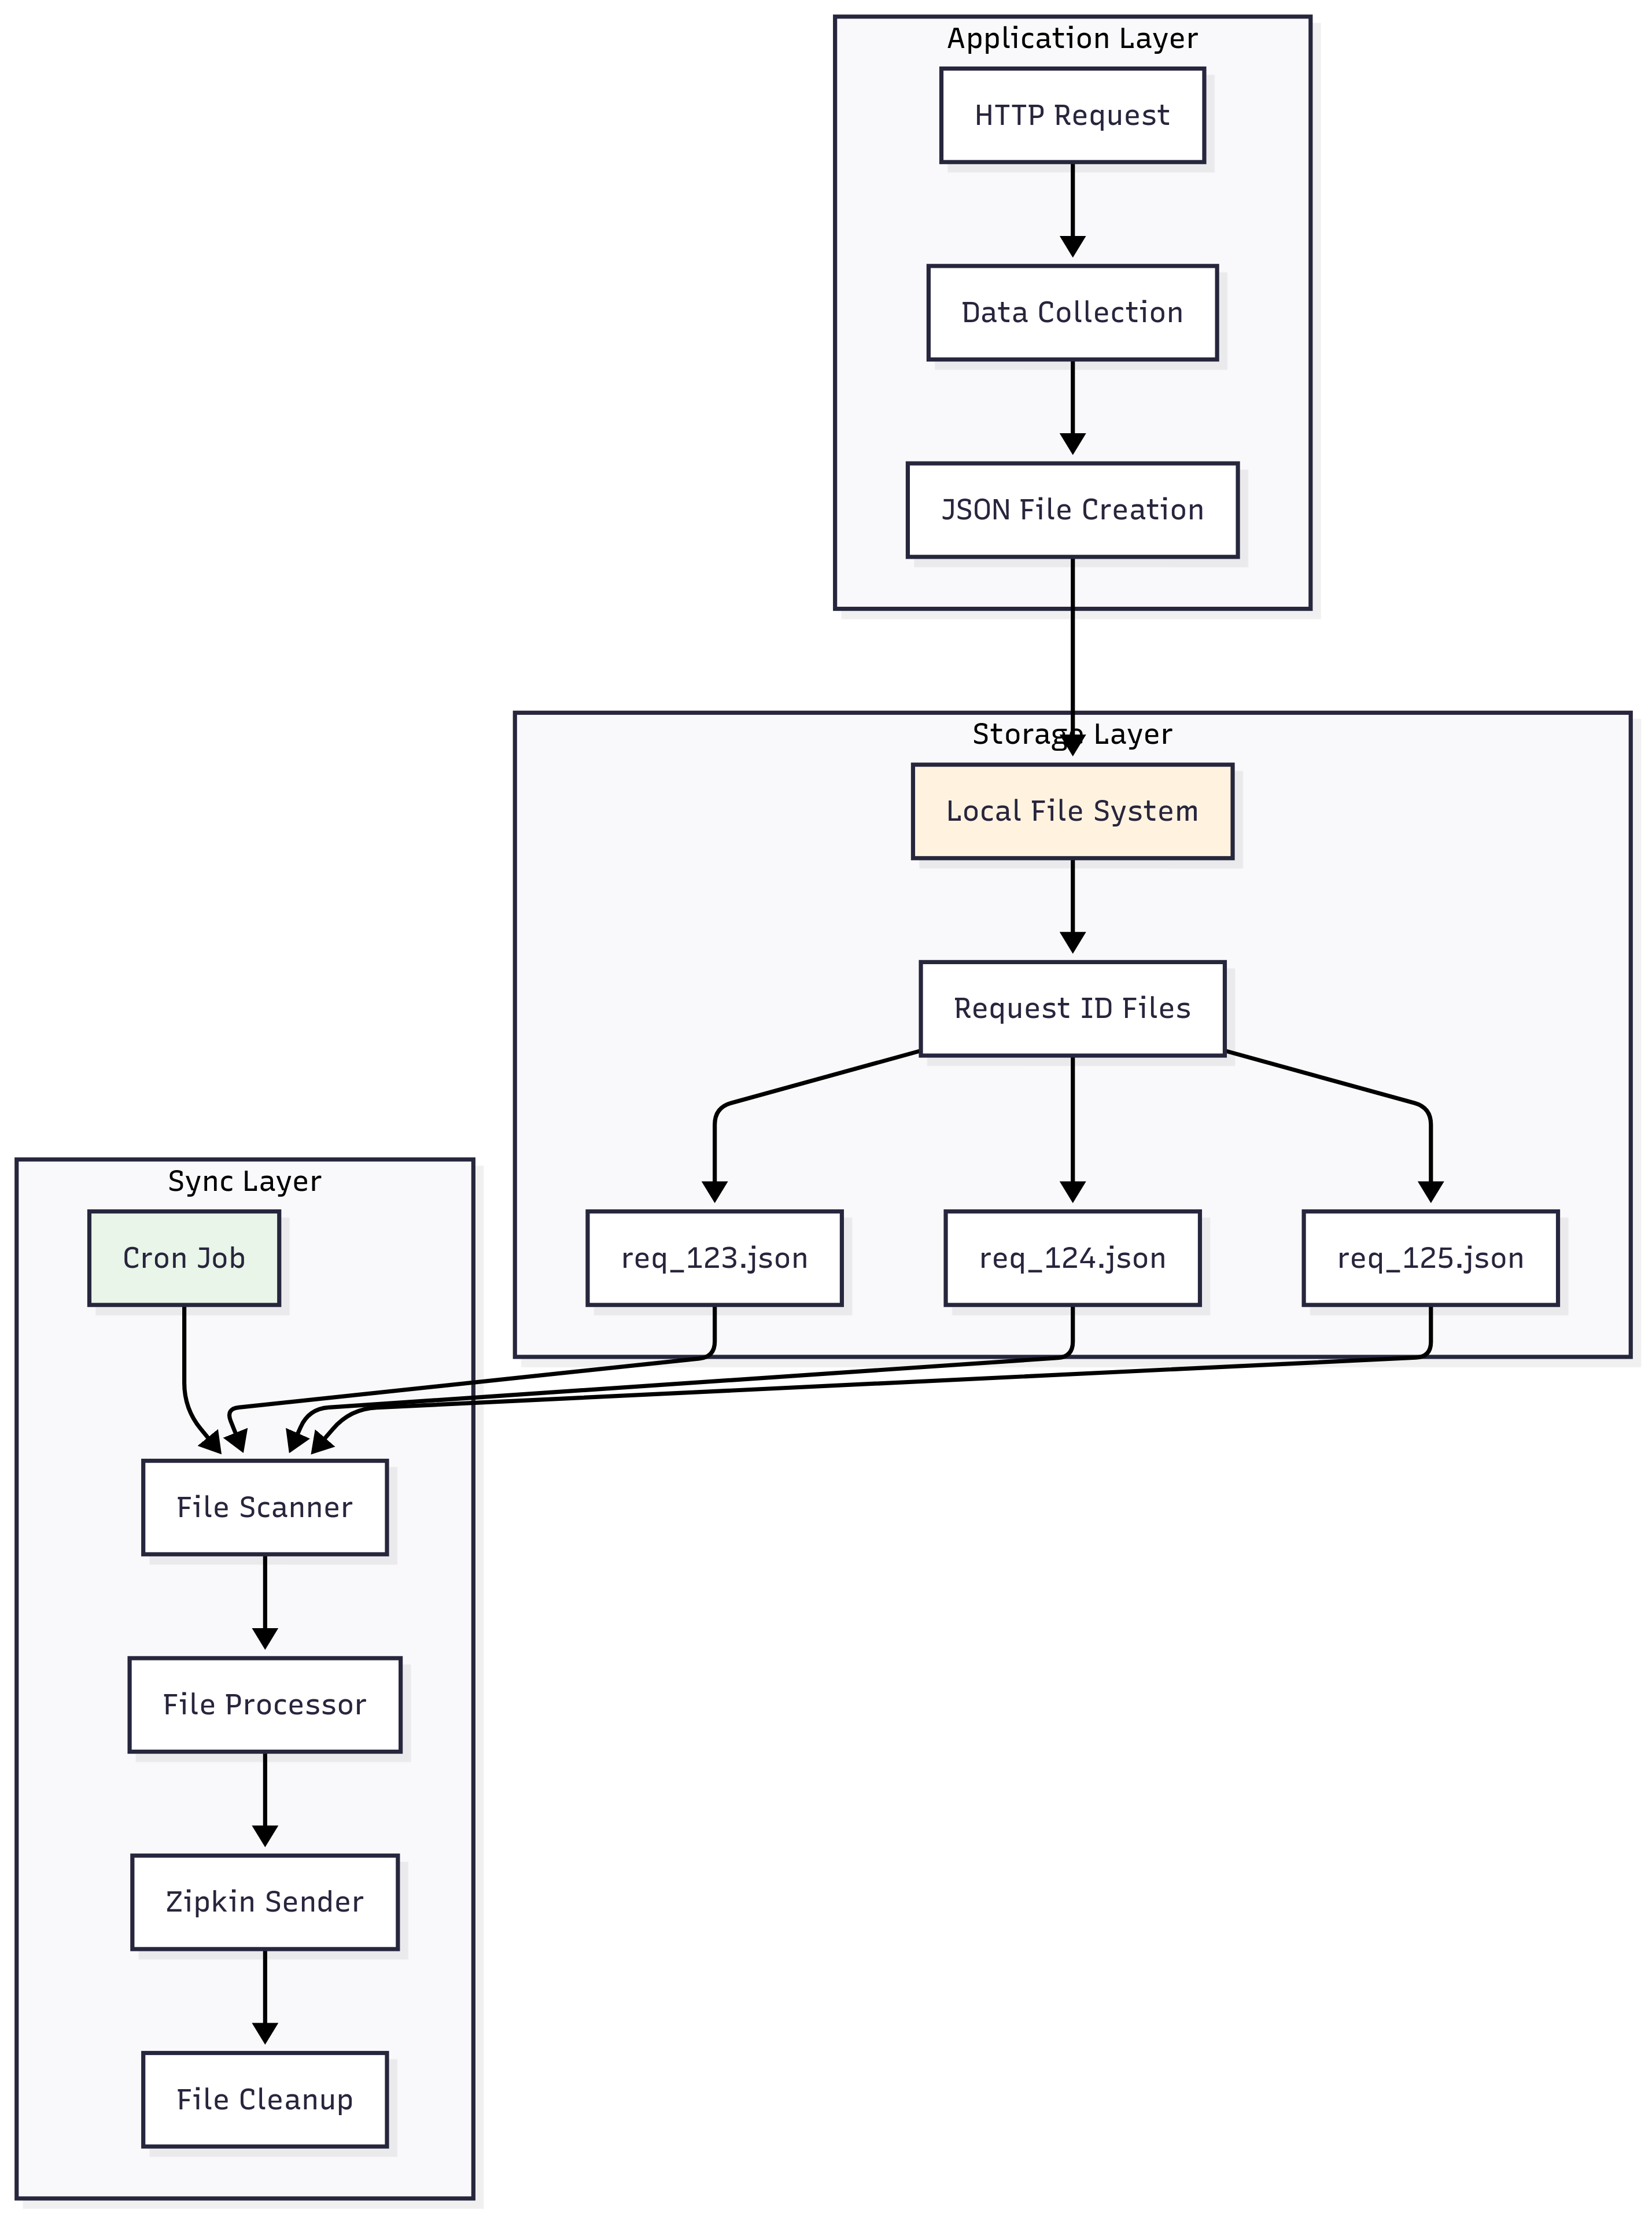 Application Layer
HTTP Request
Data Collection
JSON File Creation
Storage Layer
Local File System
Request ID Files
req_123.json
req_124.json
req_125.json
Sync Layer
Cron Job
File Scanner
File Processor
Zipkin Sender
File Cleanup